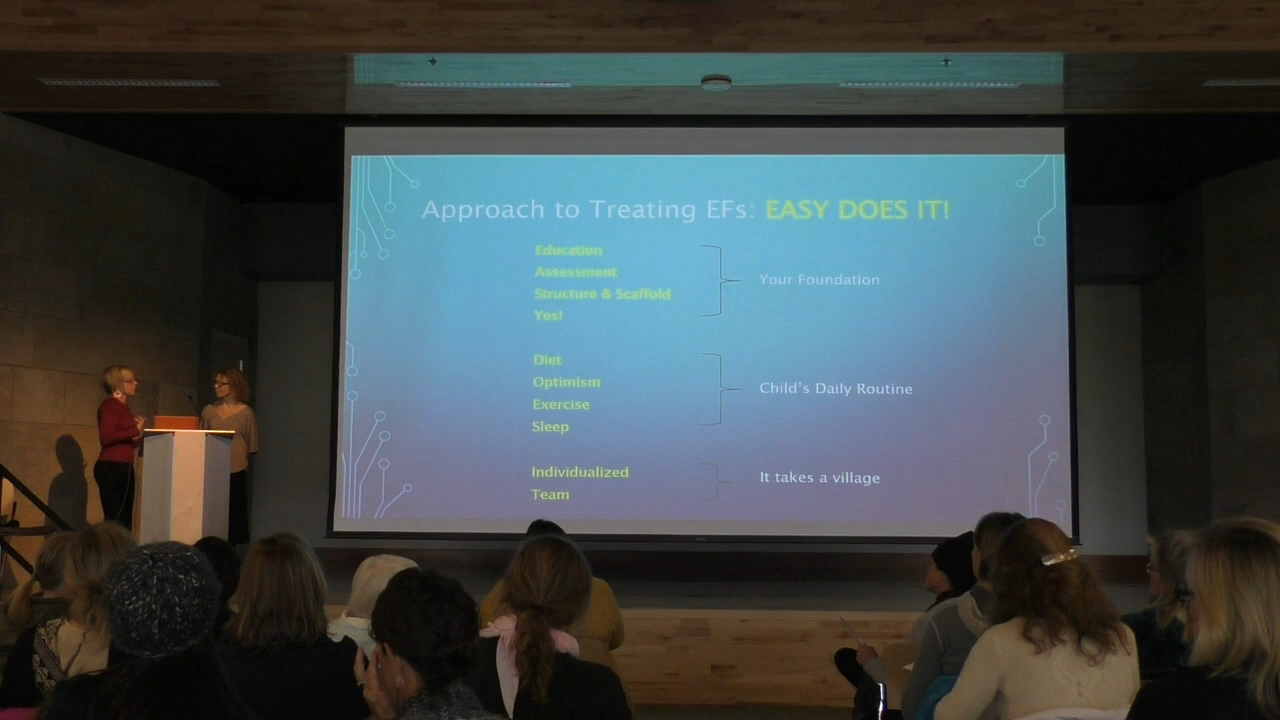 Approach to Treating EFs: EASY DOES IT!
Education
Assessment
Structure & Scaffold
Yes!
Your Foundation
Diet
Optimism
Exercise
Sleep
Child's Daily Routine
Individualized
Team
It takes a village